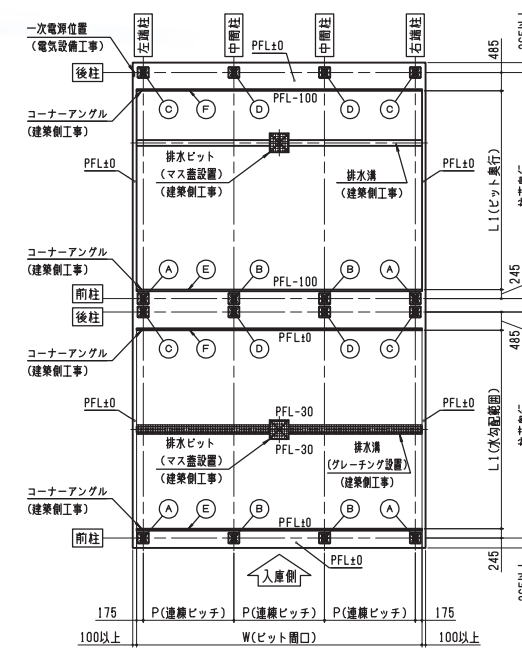 一次電源位置
(電気設備工事)
左端柱
中間柱
中間柱
右端柱
485
後柱
PFL±0
コーナーアングル
(建築側工事)
C
F
D
PFL-100
D
C
PFL±0
排水ピット
(マス蓋設置)
(建築側工事)
排水溝
(建築側工事)
PFL±0
L1(ピット奥行)
コーナーアングル
(建築側工事)
A
E
B
PFL-100
B
A
245
前柱
後柱
485
コーナーアングル
(建築側工事)
C
F
D
PFL±0
D
C
PFL±0
PFL-30
PFL±0
排水ピット
(マス蓋設置)
(建築側工事)
PFL-30
排水溝
(グレーチング設置)
(建築側工事)
L1(水勾配範囲)
コーナーアングル
(建築側工事)
A
E
B
PFL±0
B
A
前柱
PFL±0
入庫側
245
175
P(連棟ピッチ)
P(連棟ピッチ)
P(連棟ピッチ)
175
100以上
W(ピット間口)
100以上